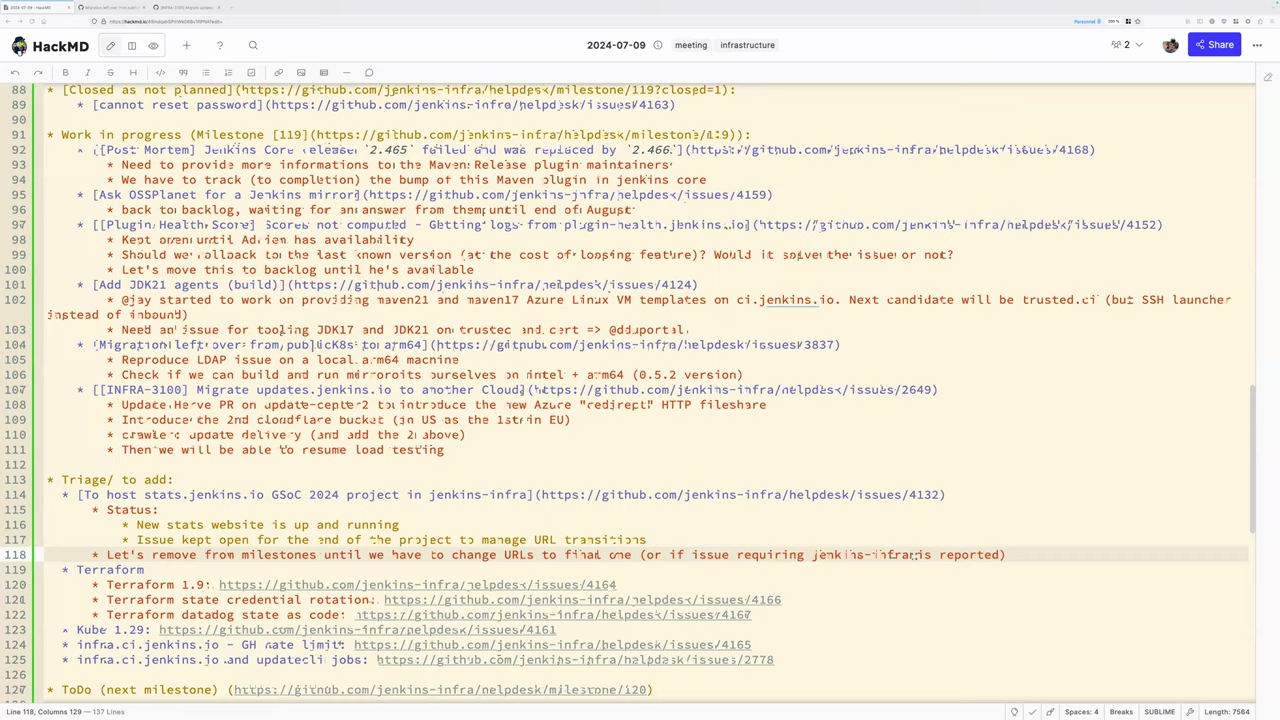 2024-07-09
Migration left over from publi
[INFRA-3100] Migrate updates
Personal
200 %
HackMD
2024-07-09
meeting
infrastructure
2
Share
88 * [Closed as not planned](https://github.com/jenkins-infra/helpdesk/milestone/119?closed=1):
89 * [cannot reset password](https://github.com/jenkins-infra/helpdesk/issues/4163)
90
91 * Work in progress (Milestone [119](https://github.com/jenkins-infra/helpdesk/milestone/119)):
92 * [[Post Mortem] Jenkins Core release `2.465` failed and was replaced by `2.466`](https://github.com/jenkins-infra/helpdesk/issues/4168)
93 * Need to provide more informations to the Maven Release plugin maintainers
94 * We have to track (to completion) the bump of this Maven plugin in jenkins core
95 * [Ask OSSPlanet for a Jenkins mirror](https://github.com/jenkins-infra/helpdesk/issues/4159)
96 * back to backlog, waiting for an answer from them until end of August
97 * [[Plugin Health Score] Scores not computed - Getting logs from plugin-health.jenkins.io](https://github.com/jenkins-infra/helpdesk/issues/4152)
98 * Kept open until Adrien has availability
99 * Should we rollback to the last known version (at the cost of loosing feature)? Would it solve the issue or not?
100 * Let's move this to backlog until he's available
101 * [Add JDK21 agents (build)](https://github.com/jenkins-infra/helpdesk/issues/4124)
102 * @jay started to work on providing maven21 and maven17 Azure Linux VM templates on ci.jenkins.io. Next candidate will be trusted.ci (but SSH launcher
instead of inbound)
103 * Need an issue for tooling JDK17 and JDK21 on trusted and cert => @dduportal
104 * [Migration left over from publicK8s to arm64](https://github.com/jenkins-infra/helpdesk/issues/3837)
105 * Reproduce LDAP issue on a local arm64 machine
106 * Check if we can build and run mirrorbits ourselves on intel + arm64 (0.5.2 version)
107 * [[INFRA-3100] Migrate updates.jenkins.io to another Cloud](https://github.com/jenkins-infra/helpdesk/issues/2649)
108 * Update Herve PR on update-center2 to introduce the new Azure "redirect" HTTP fileshare
109 * Introduce the 2nd cloudflare bucket (in US as the 1st in EU)
110 * crawler: update delivery (and add the 2 above)
111 * Then we will be able to resume load testing
112
113 * Triage/ to add:
114 * [To host stats.jenkins.io GSoC 2024 project in jenkins-infra](https://github.com/jenkins-infra/helpdesk/issues/4132)
115 * Status:
116 * New stats website is up and running
117 * Issue kept open for the end of the project to manage URL transitions
118 * Let's remove from milestones until we have to change URLs to final one (or if issue requiring jenkins-infra is reported)
119 * Terraform
120 * Terraform 1.9: https://github.com/jenkins-infra/helpdesk/issues/4164
121 * Terraform state credential rotation: https://github.com/jenkins-infra/helpdesk/issues/4166
122 * Terraform datadog state as code: https://github.com/jenkins-infra/helpdesk/issues/4167
123 * Kube 1.29: https://github.com/jenkins-infra/helpdesk/issues/4161
124 * infra.ci.jenkins.io - GH rate limit: https://github.com/jenkins-infra/helpdesk/issues/4165
125 * infra.ci.jenkins.io and updatecli jobs: https://github.com/jenkins-infra/helpdesk/issues/2778
126
127 * ToDo (next milestone) (https://github.com/jenkins-infra/helpdesk/milestone/120)
Line 118, Columns 129 — 137 Lines
Spaces: 4
Breaks
SUBLIME
Length: 7564